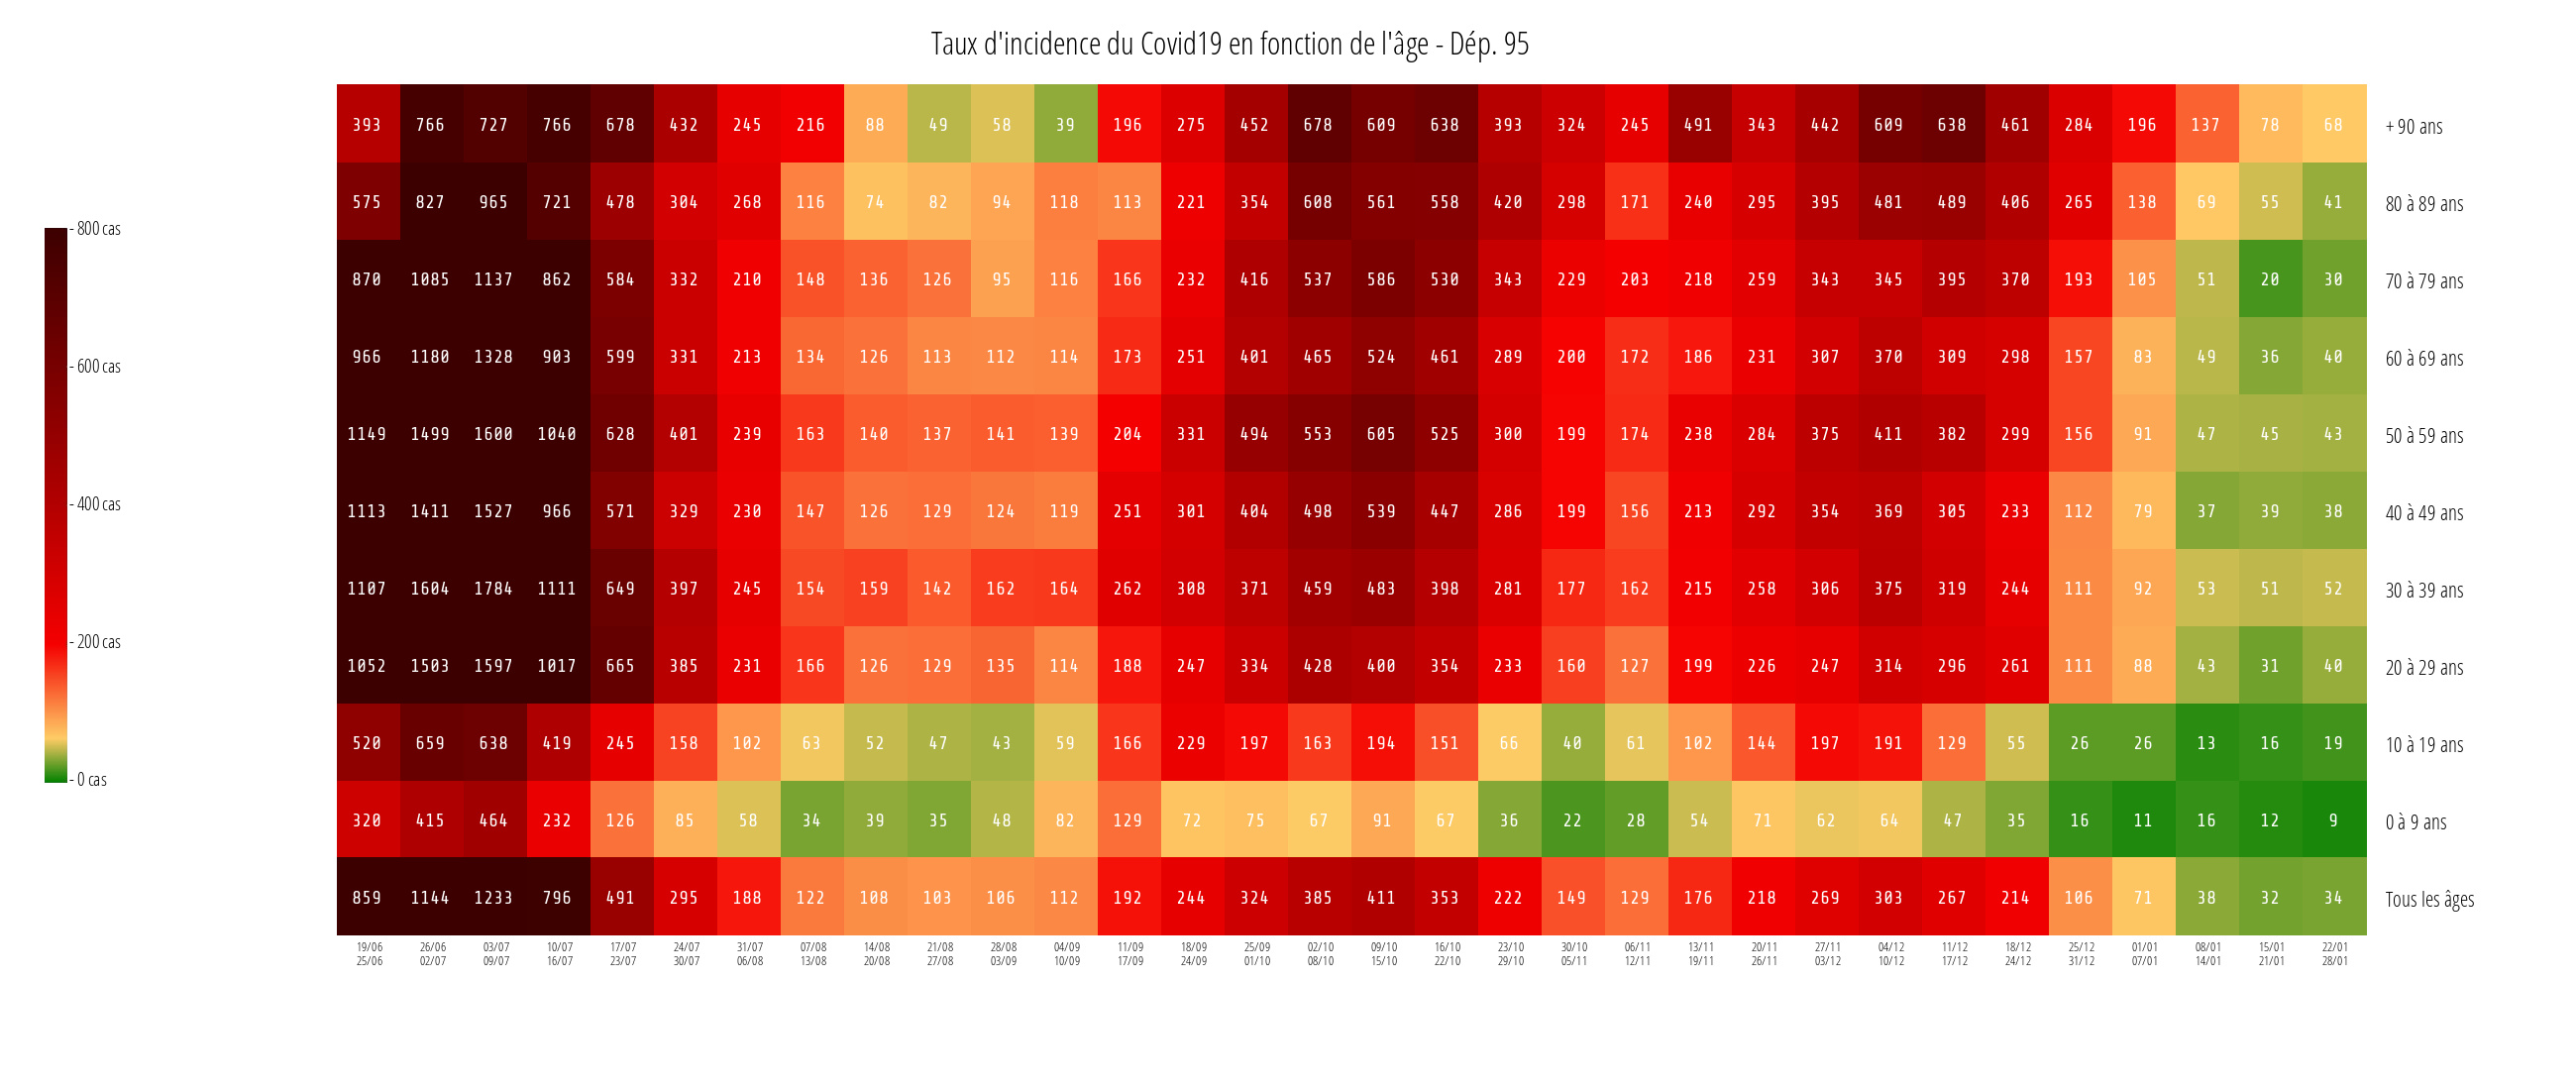 Taux d'incidence du Covid19 en fonction de l'âge - Dép. 95
- 800 cas
- 600 cas
- 400 cas
- 200 cas
- 0 cas
393 766 727 766 678 432 245 216 88 49 58 39 196 275 452 678 609 638 393 324 245 491 343 442 609 638 461 284 196 137 78 68 + 90 ans
575 827 965 721 478 304 268 116 74 82 94 118 113 221 354 608 561 558 420 298 171 240 295 395 481 489 406 265 138 69 55 41 80 à 89 ans
870 1085 1137 862 584 332 210 148 136 126 95 116 166 232 416 537 586 530 343 229 203 218 259 343 345 395 370 193 105 51 20 30 70 à 79 ans
966 1180 1328 903 599 331 213 134 126 113 112 114 173 251 401 465 524 461 289 200 172 186 231 307 370 309 298 157 83 49 36 40 60 à 69 ans
1149 1499 1600 1040 628 401 239 163 140 137 141 139 204 331 494 553 605 525 300 199 174 238 284 375 411 382 299 156 91 47 45 43 50 à 59 ans
1113 1411 1527 966 571 329 230 147 126 129 124 119 251 301 404 498 539 447 286 199 156 213 292 354 369 305 233 112 79 37 39 38 40 à 49 ans
1107 1604 1784 1111 649 397 245 154 159 142 162 164 262 308 371 459 483 398 281 177 162 215 258 306 375 319 244 111 92 53 51 52 30 à 39 ans
1052 1503 1597 1017 665 385 231 166 126 129 135 114 188 247 334 428 400 354 233 160 127 199 226 247 314 296 261 111 88 43 31 40 20 à 29 ans
520 659 638 419 245 158 102 63 52 47 43 59 166 229 197 163 194 151 66 40 61 102 144 197 191 129 55 26 26 13 16 19 10 à 19 ans
320 415 464 232 126 85 58 34 39 35 48 82 129 72 75 67 91 67 36 22 28 54 71 62 64 47 35 16 11 16 12 9 0 à 9 ans
859 1144 1233 796 491 295 188 122 108 103 106 112 192 244 324 385 411 353 222 149 129 176 218 269 303 267 214 106 71 38 32 34 Tous les âges
19/06 26/06 03/07 10/07 17/07 24/07 31/07 07/08 14/08 21/08 28/08 04/09 11/09 18/09 25/09 02/10 09/10 16/10 23/10 30/10 06/11 13/11 20/11 27/11 04/12 11/12 18/12 25/12 01/01 08/01 15/01 22/01
25/06 02/07 09/07 16/07 23/07 30/07 06/08 13/08 20/08 27/08 03/09 10/09 17/09 24/09 01/10 08/10 15/10 22/10 29/10 05/11 12/11 19/11 26/11 03/12 10/12 17/12 24/12 31/12 07/01 14/01 21/01 28/01